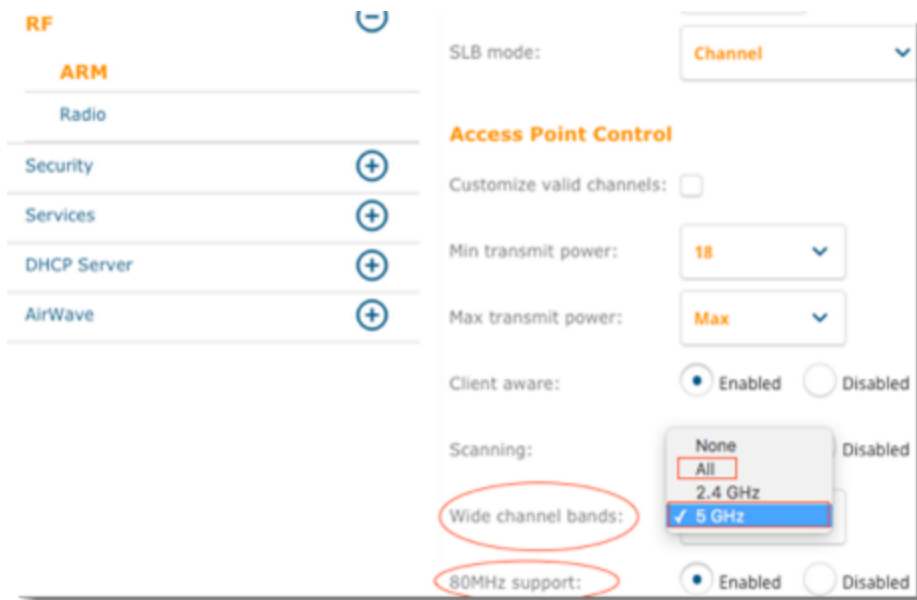 RF
ARM
Radio
Security
Services
DHCP Server
AirWave
SLB mode: Channel
Access Point Control
Customize valid channels:
Min transmit power: 18
Max transmit power: Max
Client aware: Enabled Disabled
Scanning: Disabled
None
All
2.4 GHz
Wide channel bands: ✓ 5 GHz
80MHz support: Enabled Disabled